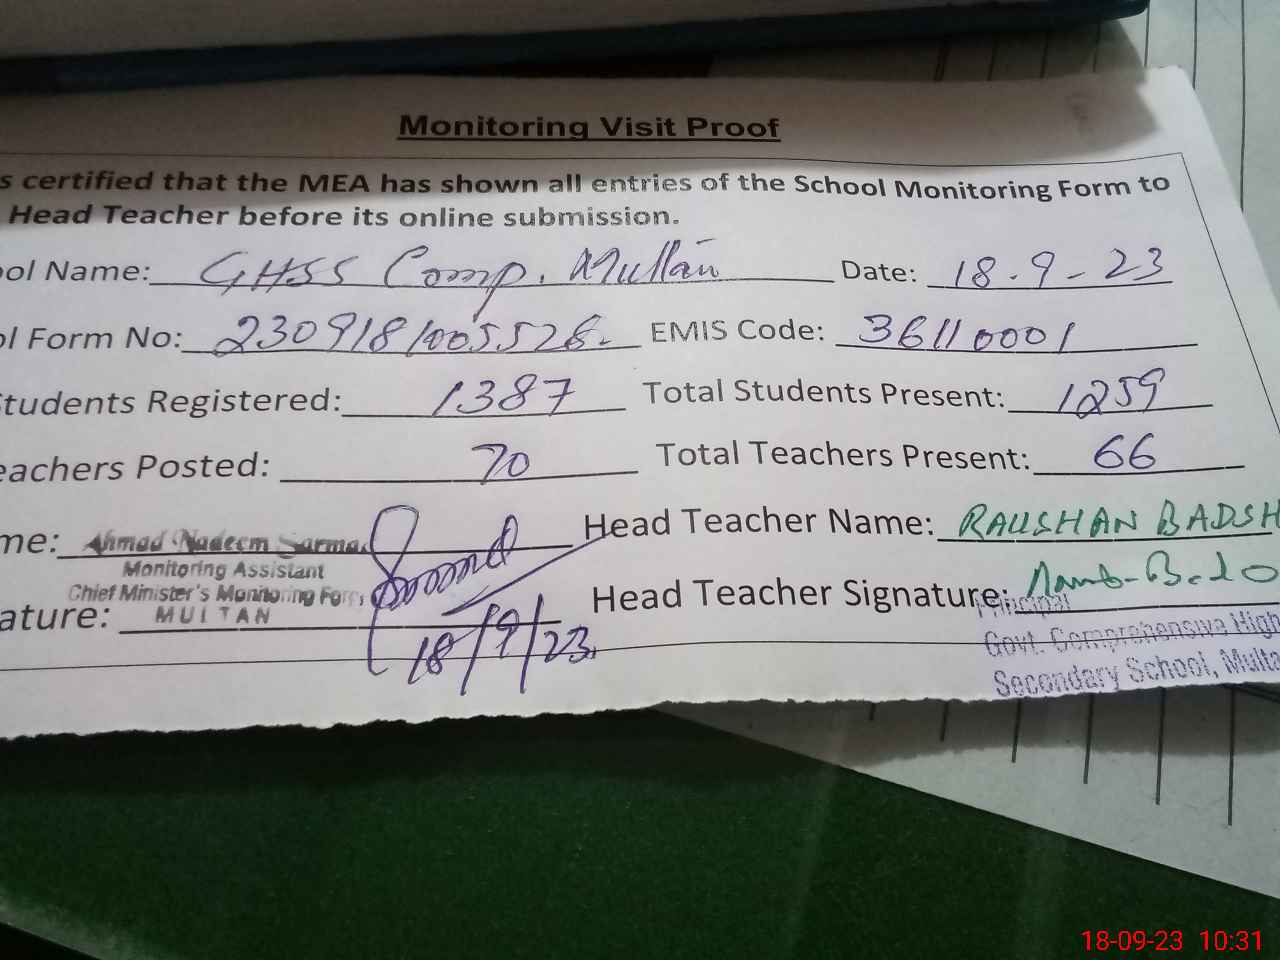 Monitoring Visit Proof
s certified that the MEA has shown all entries of the School Monitoring Form to
Head Teacher before its online submission.
ool Name: GHSS Comp. Multan Date: 18-9-23
ol Form No: 2309181005526. EMIS Code: 36110001
Students Registered: 1387 Total Students Present: 1259
eachers Posted: 70 Total Teachers Present: 66
me: Ahmad Nadeem Sarmad Head Teacher Name: RAUSHAN BADSH
Monitoring Assistant
Chief Minister's Monitoring Force
ature: MULTAN Head Teacher Signature:
18/9/23
Principal
Govt. Comprehensive High
Secondary School, Multa
18-09-23 10:31